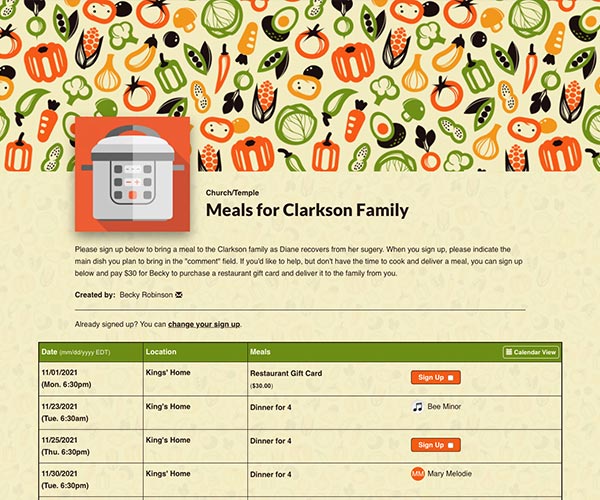 Church/Temple
Meals for Clarkson Family
Please sign up below to bring a meal to the Clarkson family as Diane recovers from her sugery. When you sign up, please indicate the
main dish you plan to bring in the "comment" field. If you'd like to help, but don't have the time to cook and deliver a meal, you can sign up
below and pay $30 for Becky to purchase a restaurant gift card and deliver it to the family from you.
Created by: Becky Robinson
Already signed up? You can change your sign up.
Date (mm/dd/yyyy EDT) Location Meals Calendar View
11/01/2021 Kings' Home Restaurant Gift Card Sign Up
(Mon. 6:30pm) ($30.00)
11/23/2021 King's Home Dinner for 4 Bee Minor
(Tue. 6:30am)
11/25/2021 Kings' Home Dinner for 4 Sign Up
(Thu. 6:30pm)
11/30/2021 Kings' Home Dinner for 4 MM Mary Melodie
(Tue. 6:30pm)